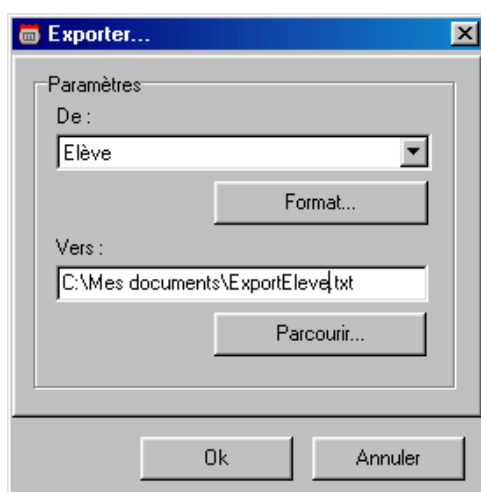 Exporter...
Paramètres
De :
Elève
Format...
Vers :
C:\Mes documents\ExportEleve.txt
Parcourir...
Ok Annuler